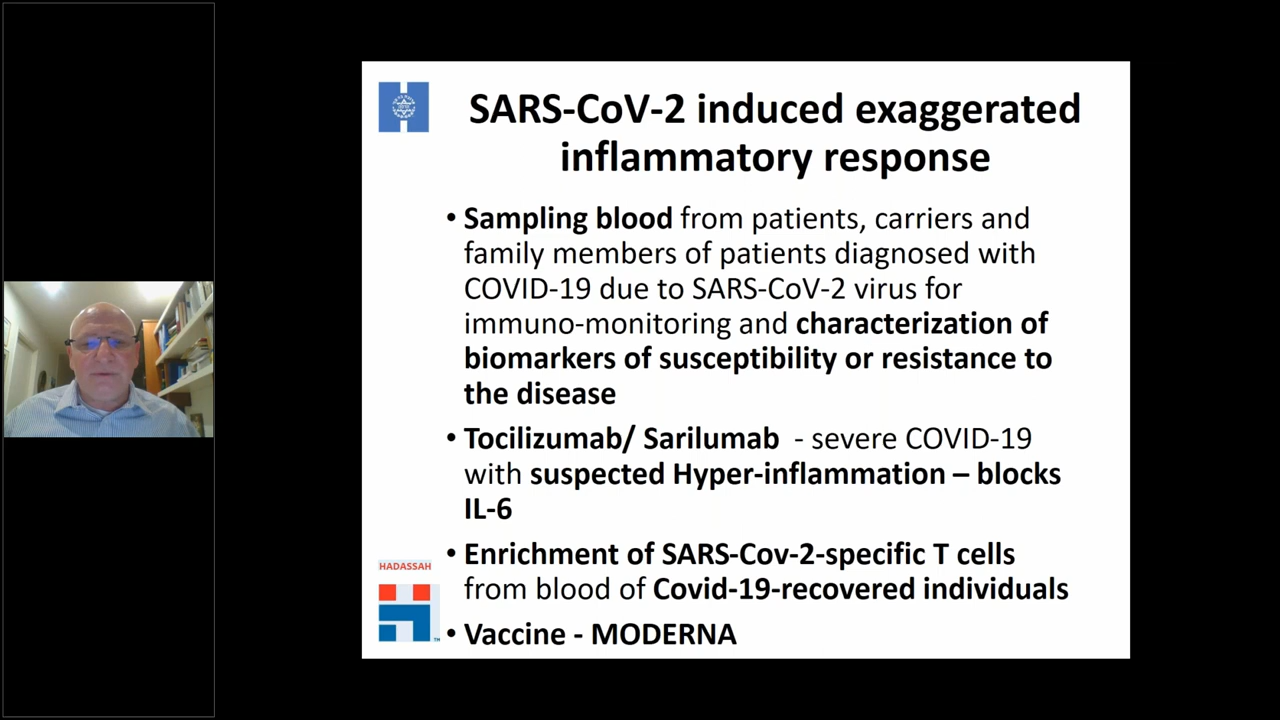 SARS-CoV-2 induced exaggerated
inflammatory response
• Sampling blood from patients, carriers and
family members of patients diagnosed with
COVID-19 due to SARS-CoV-2 virus for
immuno-monitoring and characterization of
biomarkers of susceptibility or resistance to
the disease
• Tocilizumab/ Sarilumab - severe COVID-19
with suspected Hyper-inflammation – blocks
IL-6
• Enrichment of SARS-Cov-2-specific T cells
from blood of Covid-19-recovered individuals
• Vaccine - MODERNA
HADASSAH
TM